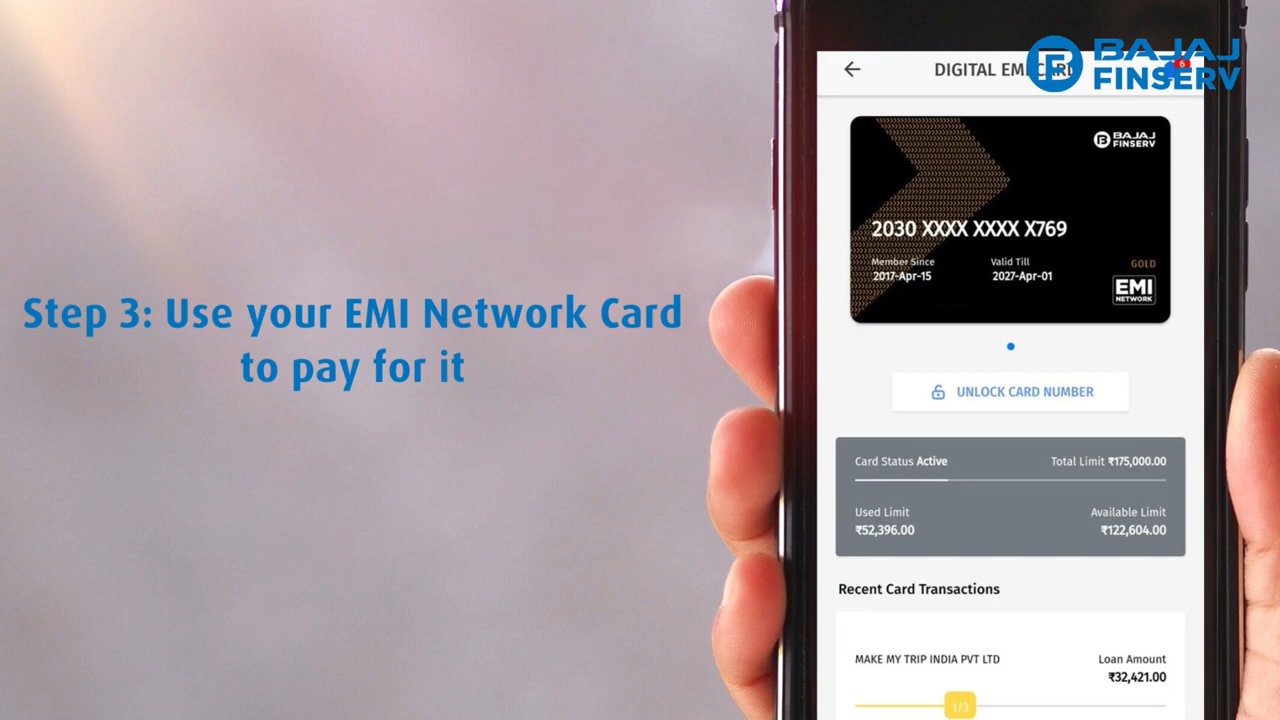 Step 3: Use your EMI Network Card
to pay for it
BAJAJ
FINSERV
6
DIGITAL EMI CARD
BAJAJ
FINSERV
2030 XXXX XXXX X769
Member Since
2017-Apr-15
Valid Till
2027-Apr-01
GOLD
EMI
NETWORK
UNLOCK CARD NUMBER
Card Status Active
Total Limit ₹175,000.00
Used Limit
₹52,396.00
Available Limit
₹122,604.00
Recent Card Transactions
MAKE MY TRIP INDIA PVT LTD
Loan Amount
₹32,421.00
1/3